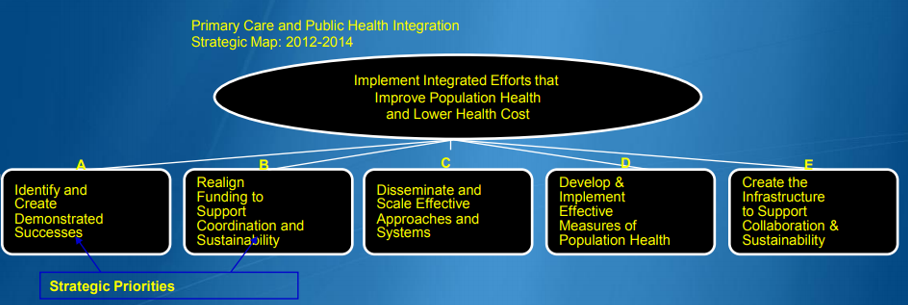 Primary Care and Public Health Integration
Strategic Map: 2012-2014
Implement Integrated Efforts that
Improve Population Health
and Lower Health Cost
A
Identify and
Create
Demonstrated
Successes
B
Realign
Funding to
Support
Coordination and
Sustainability
C
Disseminate and
Scale Effective
Approaches and
Systems
D
Develop &
Implement
Effective
Measures of
Population Health
E
Create the
Infrastructure
to Support
Collaboration &
Sustainability
Strategic Priorities